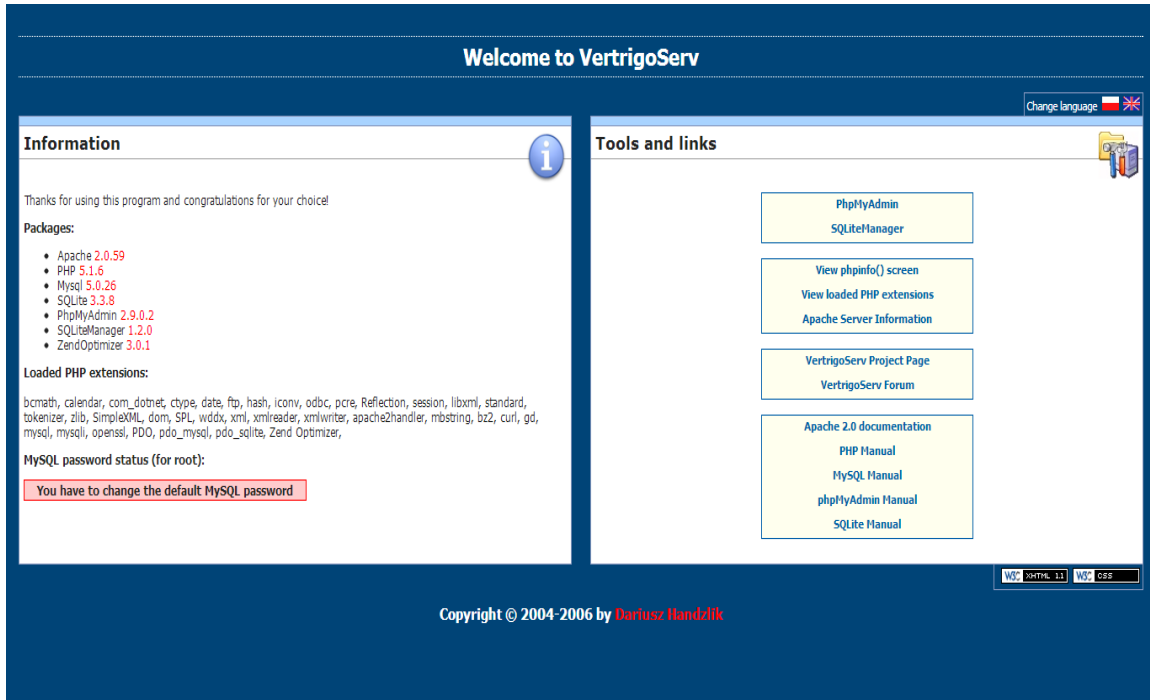 Welcome to VertrigoServ
Change language
Information
Thanks for using this program and congratulations for your choice!
Packages:
Apache 2.0.59
PHP 5.1.6
Mysql 5.0.26
SQLite 3.3.8
PhpMyAdmin 2.9.0.2
SQLiteManager 1.2.0
ZendOptimizer 3.0.1
Loaded PHP extensions:
bcmath, calendar, com_dotnet, ctype, date, ftp, hash, iconv, odbc, pcre, Reflection, session, libxml, standard,
tokenizer, zlib, SimpleXML, dom, SPL, wddx, xml, xmlreader, xmlwriter, apache2handler, mbstring, bz2, curl, gd,
mysql, mysqli, openssl, PDO, pdo_mysql, pdo_sqlite, Zend Optimizer,
MySQL password status (for root):
You have to change the default MySQL password
Tools and links
PhpMyAdmin
SQLiteManager
View phpinfo() screen
View loaded PHP extensions
Apache Server Information
VertrigoServ Project Page
VertrigoServ Forum
Apache 2.0 documentation
PHP Manual
MySQL Manual
phpMyAdmin Manual
SQLite Manual
W3C XHTML 1.1 W3C CSS
Copyright © 2004-2006 by Dariusz Handzlik